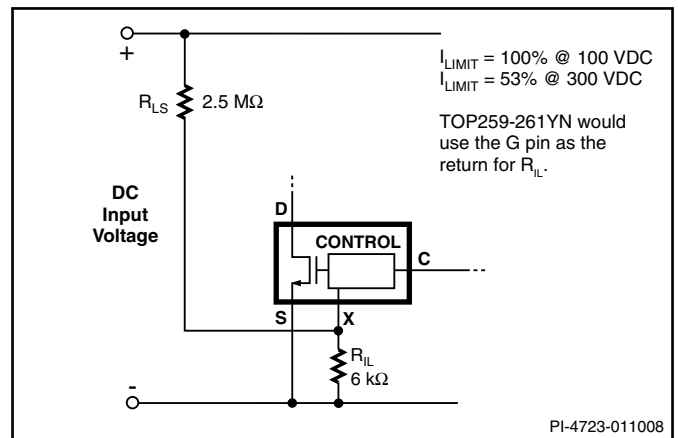 +
I_LIMIT = 100% @ 100 VDC
I_LIMIT = 53% @ 300 VDC
R_LS 2.5 MΩ
TOP259-261YN would
use the G pin as the
return for R_IL.
DC
Input
Voltage
D
CONTROL
C
S
X
R_IL
6 kΩ
-
PI-4723-011008